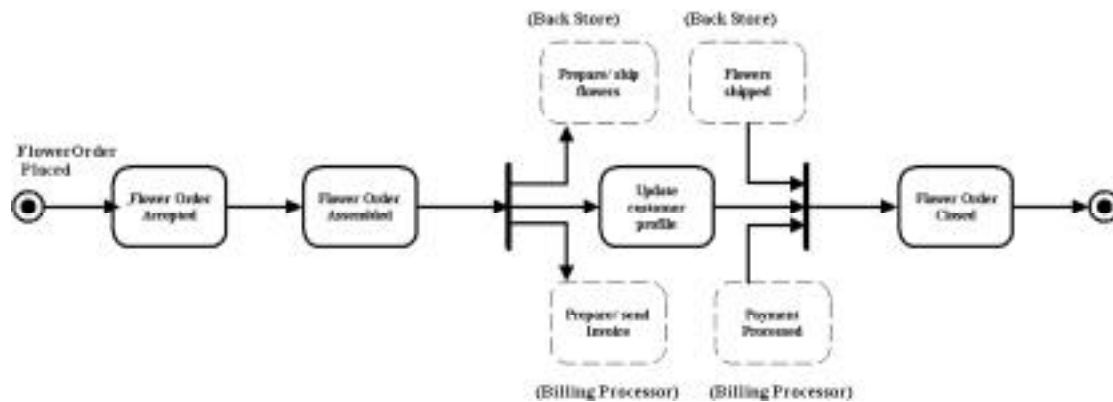 (Back Store)
(Back Store)
Prepare/ ship
flowers
Flowers
shipped
FlowerOrder
Placed
Flower Order
Accepted
Flower Order
Assembled
Update
customer
profile
Flower Order
Closed
Prepare/ send
Invoice
Payment
Processed
(Billing Processor)
(Billing Processor)